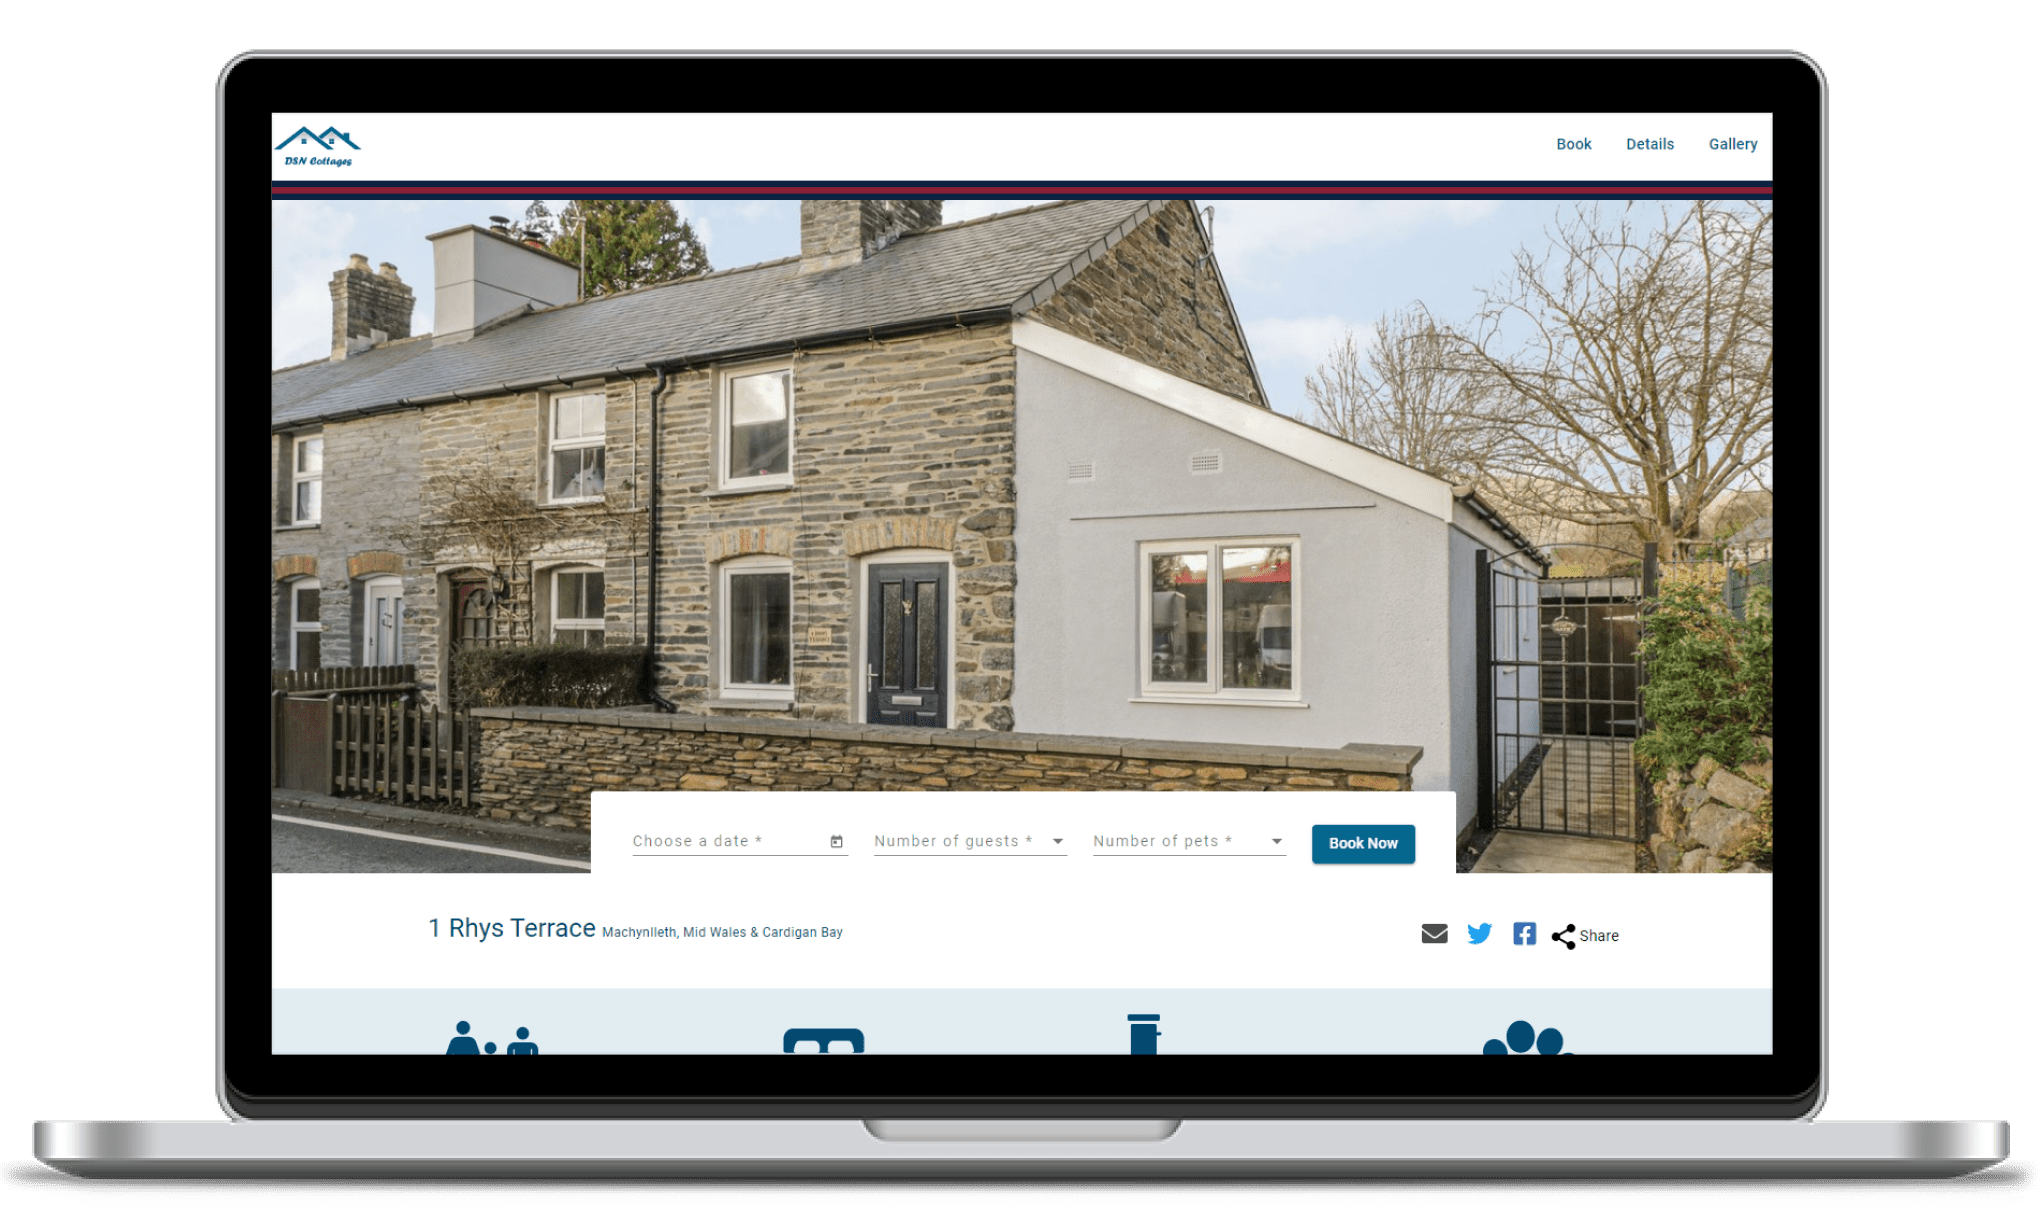 DSN Cottages
Book Details Gallery
Choose a date *
Number of guests *
Number of pets *
Book Now
1 Rhys Terrace Machynlleth, Mid Wales & Cardigan Bay
Share